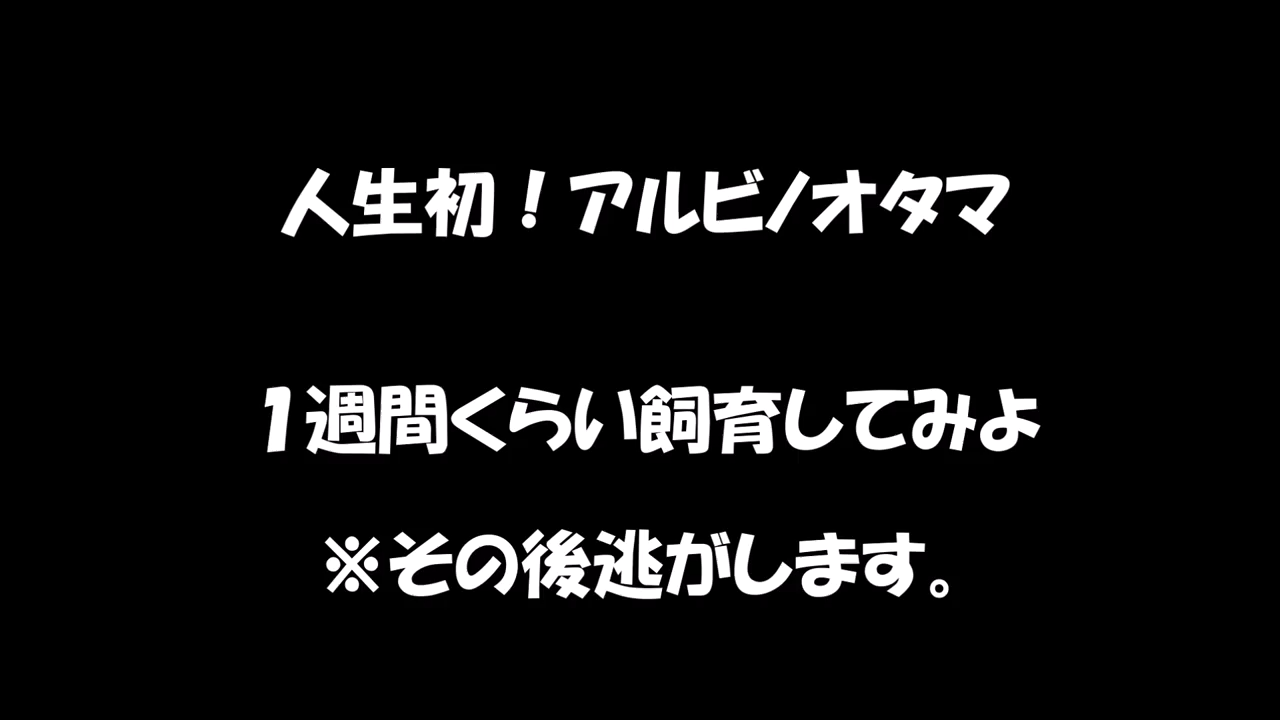 人生初！アルビノオタマ
1週間くらい飼育してみよ
※その後逃がします。